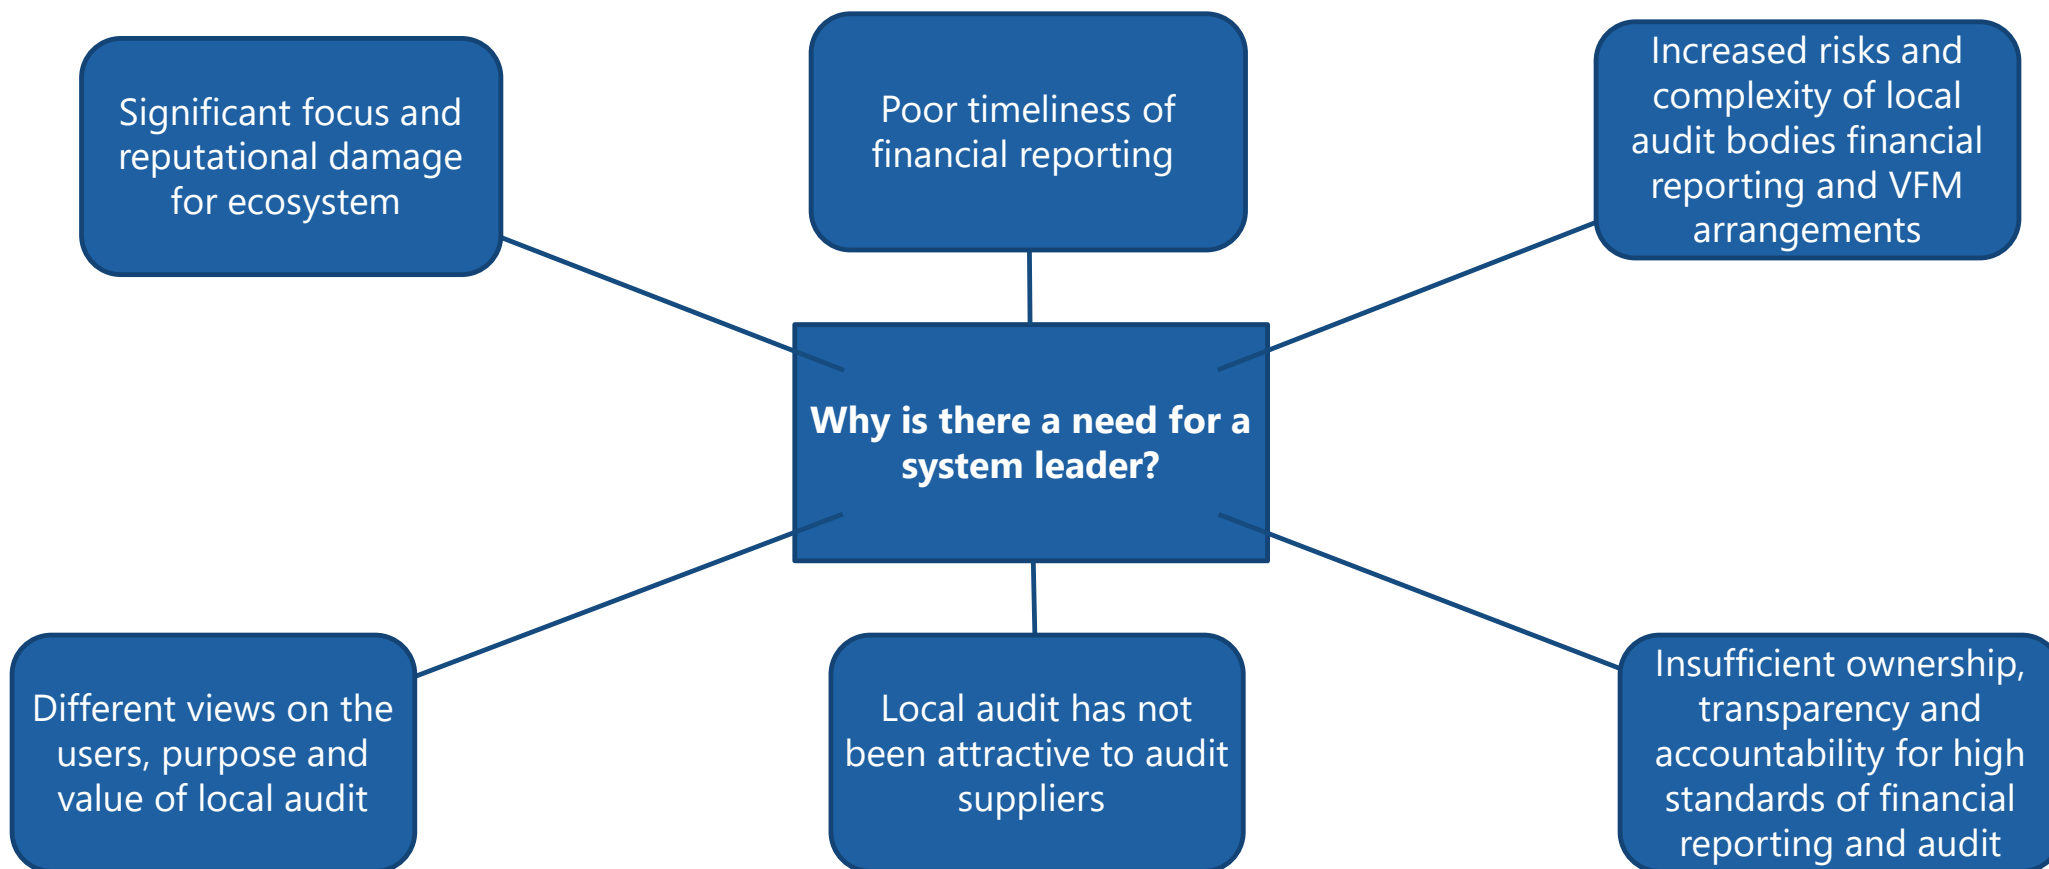 Significant focus and
reputational damage
for ecosystem
Poor timeliness of
financial reporting
Increased risks and
complexity of local
audit bodies financial
reporting and VFM
arrangements
Why is there a need for a
system leader?
Different views on the
users, purpose and
value of local audit
Local audit has not
been attractive to audit
suppliers
Insufficient ownership,
transparency and
accountability for high
standards of financial
reporting and audit